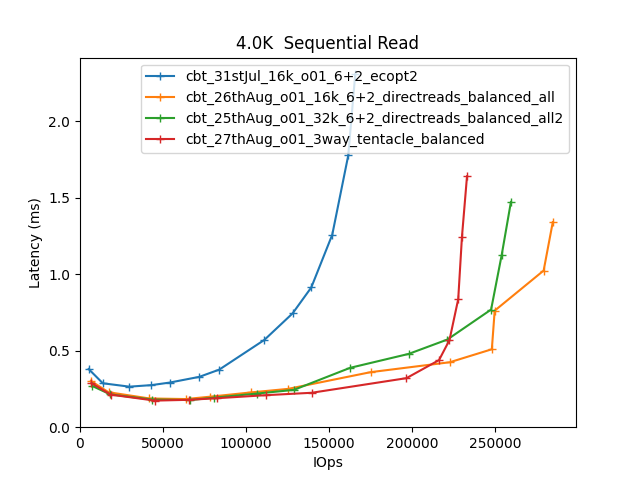 4.0K  Sequential Read
cbt_31stJul_16k_o01_6+2_ecopt2
cbt_26thAug_o01_16k_6+2_directreads_balanced_all
cbt_25thAug_o01_32k_6+2_directreads_balanced_all2
cbt_27thAug_o01_3way_tentacle_balanced
Latency (ms)
2.0
1.5
1.0
0.5
0.0
0 50000 100000 150000 200000 250000
IOps